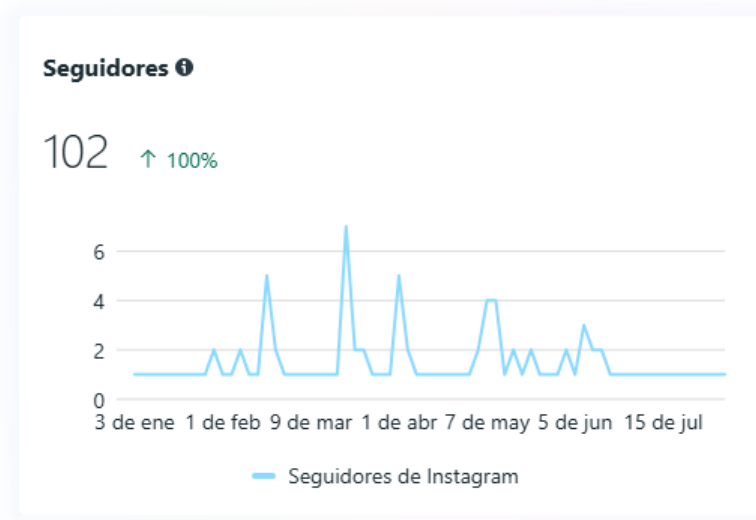 Seguidores
102 ↑ 100%
6
4
2
0
3 de ene 1 de feb 9 de mar 1 de abr 7 de may 5 de jun 15 de jul
Seguidores de Instagram